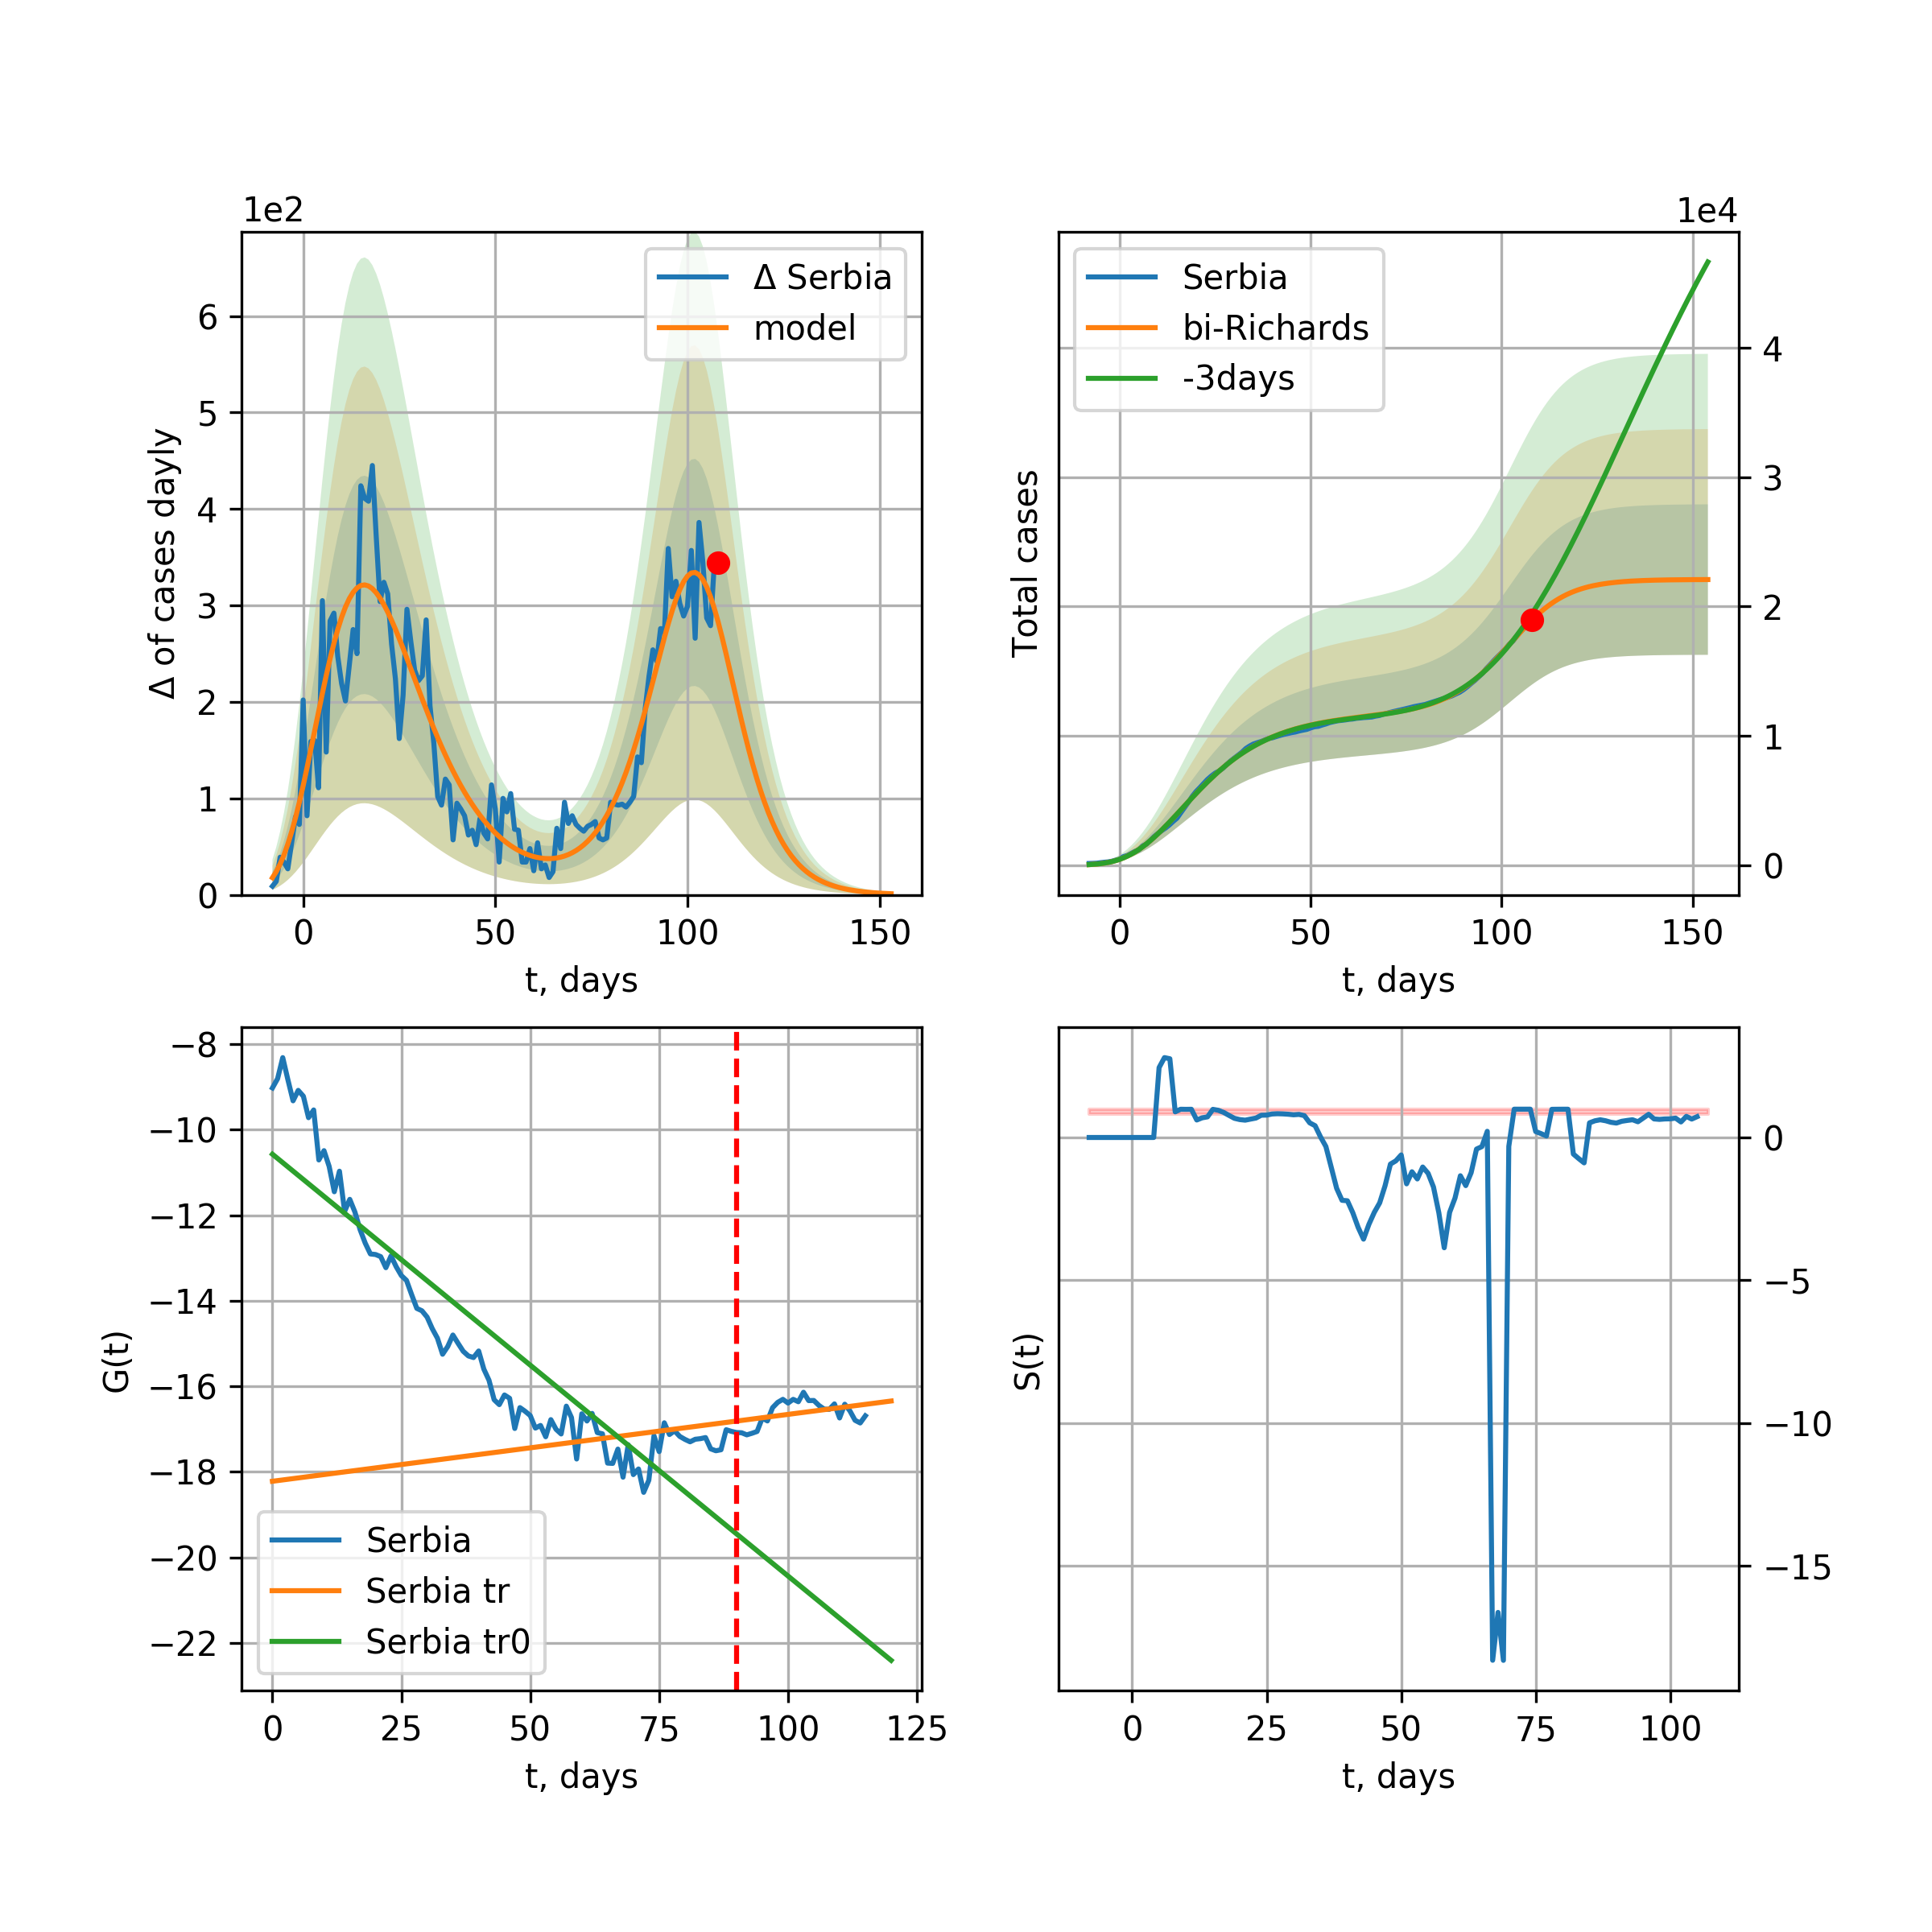 1e2
Δ of cases dayly
6
5
4
3
2
1
0
Δ Serbia
model
0 50 100 150
t, days
1e4
Total cases
Serbia
bi-Richards
-3days
4
3
2
1
0
0 50 100 150
t, days
G(t)
−8
−10
−12
−14
−16
−18
−20
−22
Serbia
Serbia tr
Serbia tr0
0 25 50 75 100 125
t, days
S(t)
0
−5
−10
−15
0 25 50 75 100
t, days